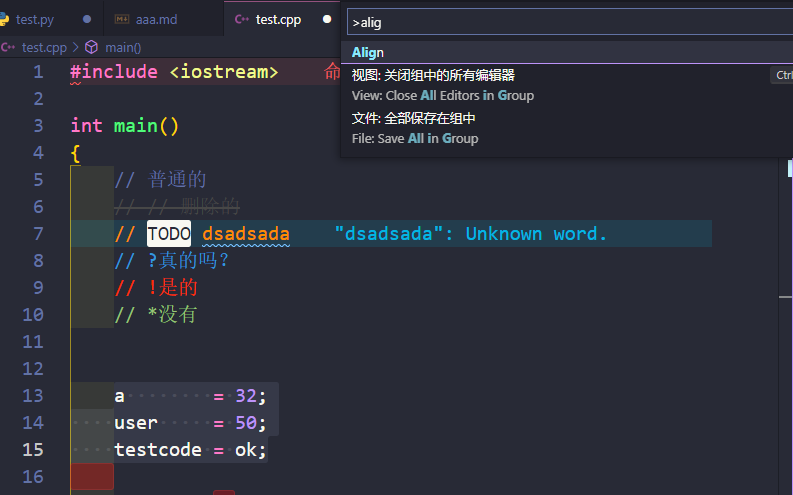 test.py
aaa.md
test.cpp
>alig
test.cpp > main()
Align
视图: 关闭组中的所有编辑器
Ctrl
View: Close All Editors in Group
文件: 全部保存在组中
File: Save All in Group
1 #include <iostream> 命
2
3 int main()
4 {
5 // 普通的
6 // // 删除的
7 // TODO dsadsada "dsadsada": Unknown word.
8 // ?真的吗?
9 // !是的
10 // *没有
11
12
13 a = 32;
14 user = 50;
15 testcode = ok;
16